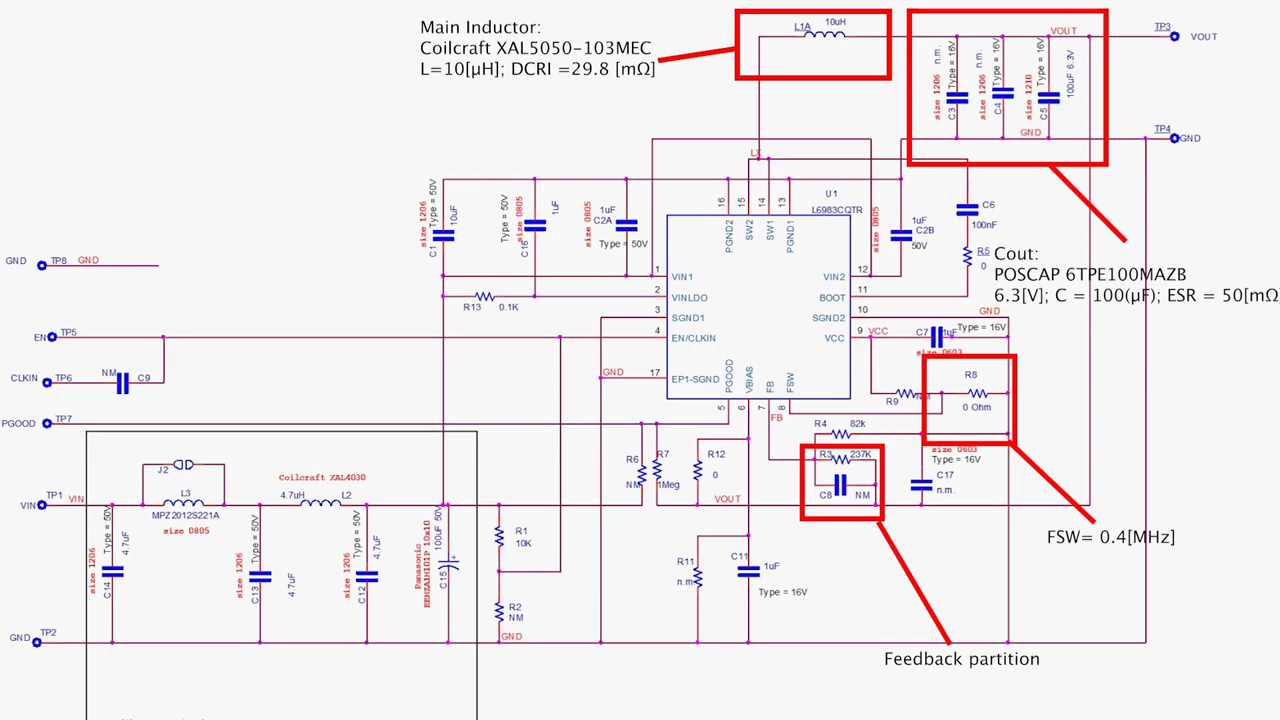 Main Inductor:
Coilcraft XAL5050-103MEC
L=10[µH]; DCRI =29.8 [mΩ]
L1A
10uH
VOUT
TP3
VOUT
size 1206
n.m.
Type = 16V
C3
size 1206
n.m.
Type = 16V
C4
size 1210
Type = 16V
C5
100uF 6.3V
GND
TP4
GND
LX
size 1206
Type = 50V
C1
10uF
Type = 50V
size 0805
C16
1uF
size 0805
1uF
C2A
Type = 50V
16
15
14
13
U1
L6983CQTR
PGND2
SW2
SW1
PGND1
size 0805
1uF
C2B
50V
C6
100nF
R5
0
Cout:
POSCAP 6TPE100MAZB
6.3[V]; C = 100(µF); ESR = 50[mΩ
GND
TP8
GND
R13
0.1K
1
VIN1
2
VINLDO
3
SGND1
4
EN/CLKIN
17
EP1-SGND
12
VIN2
11
BOOT
10
SGND2
9
VCC
GND
VCC
C7
1uF
Type = 16V
size 0603
EN
TP5
CLKIN
TP6
NM
C9
GND
PGOOD
VBIAS
FB
FSW
5
6
7
8
FB
R9
NM
R8
0 Ohm
PGOOD
TP7
R4
82k
R3
237K
C8
NM
size 0603
Type = 16V
C17
n.m.
R6
NM
R7
1Meg
R12
0
VOUT
J2
L3
MPZ2012S221A
size 0805
Coilcraft XAL4030
4.7uH
L2
VIN
TP1
VIN
size 1206
Type = 50V
C14
4.7uF
Type = 50V
C13
4.7uF
size 1206
Type = 50V
C12
4.7uF
Panasonic
EEHZA1H101P 10x10
100uF 50V
C15
+
R1
10K
R2
NM
R11
n.m
C11
1uF
Type = 16V
FSW= 0.4[MHz]
GND
TP2
GND
Feedback partition